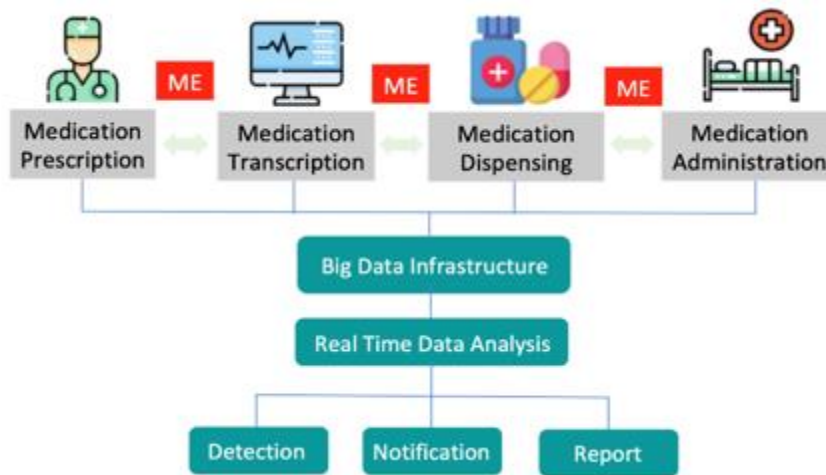 ME
ME
ME
Medication
Prescription
Medication
Transcription
Medication
Dispensing
Medication
Administration
Big Data Infrastructure
Real Time Data Analysis
Detection
Notification
Report